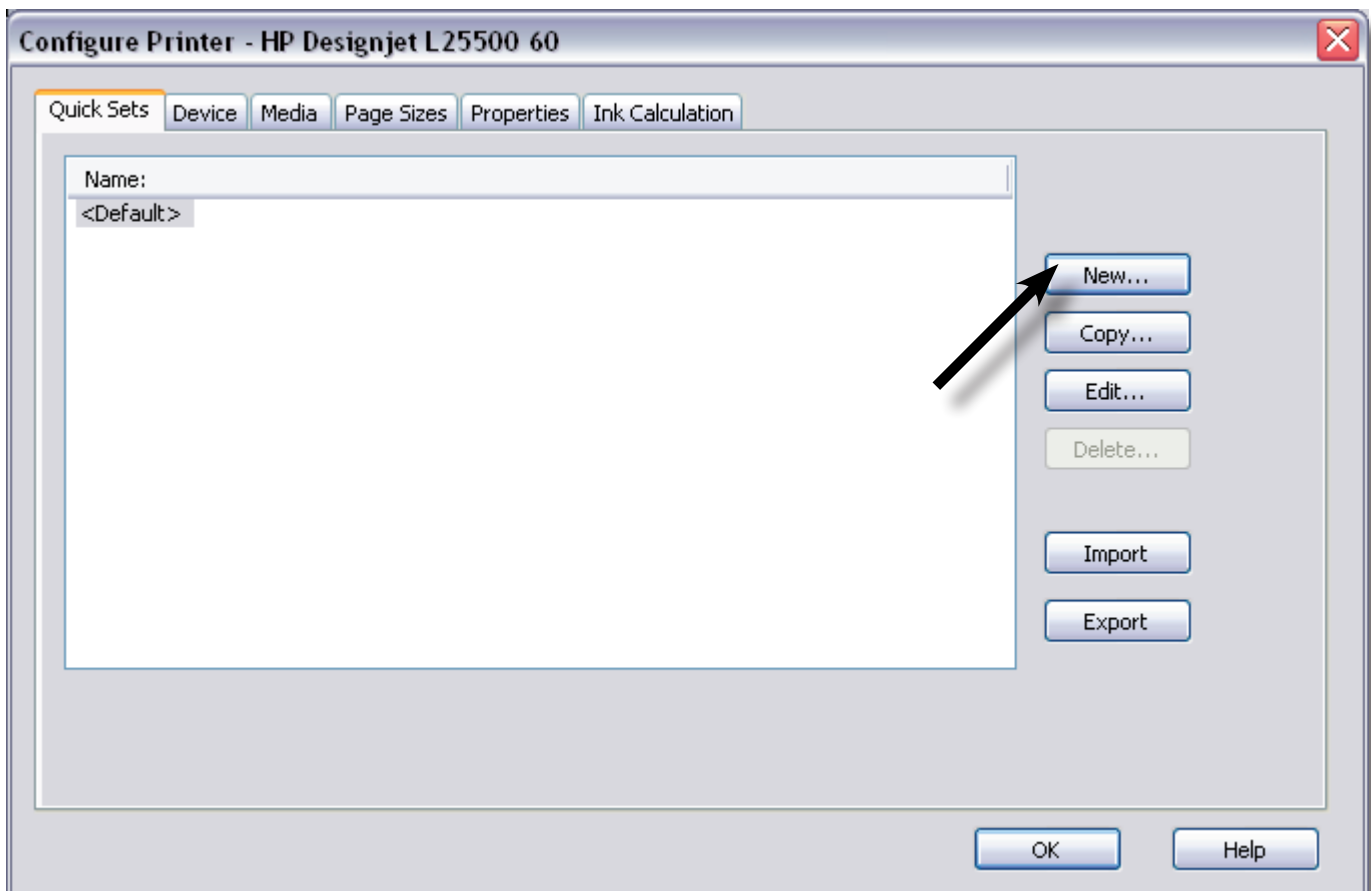 Configure Printer - HP Designjet L25500 60
Quick Sets Device Media Page Sizes Properties Ink Calculation
Name:
<Default>
New...
Copy...
Edit...
Delete...
Import
Export
OK Help